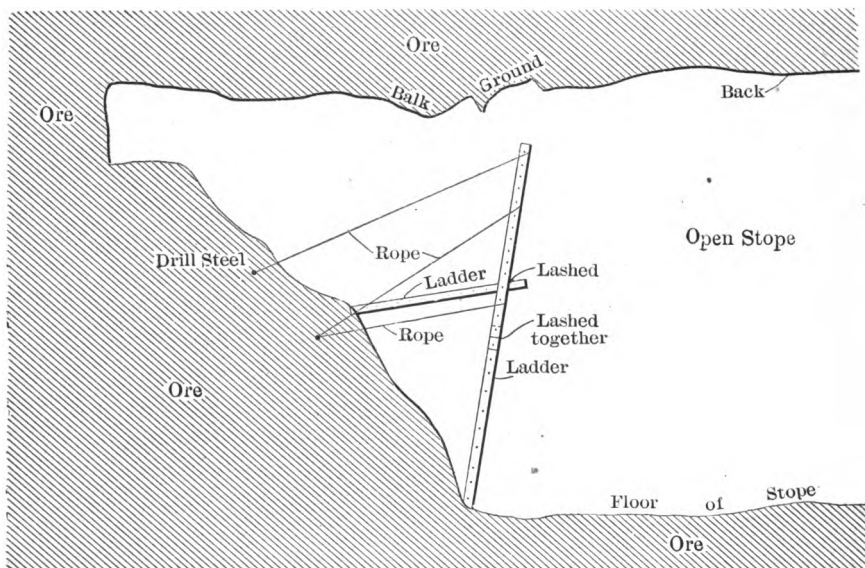 Ore
Ground
Balk
Back
Ore
Open Stope
Rope
Drill Steel
Ladder
Lashed
Rope
Lashed
together
Ladder
Ore
Floor of Stope
Ore